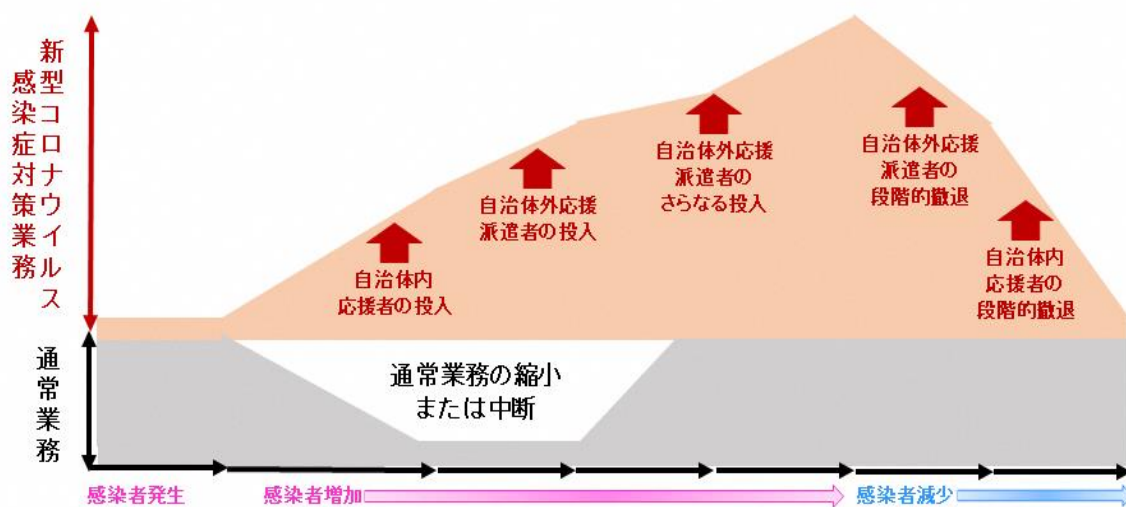 新型コロナウイルス
感染症対策業務
自治体内
応援者の投入
自治体外応援
派遣者の投入
自治体外応援
派遣者の
さらなる投入
自治体外応援
派遣者の
段階的撤退
自治体内
応援者の
段階的撤退
通常業務
通常業務の縮小
または中断
感染者発生
感染者増加
感染者減少